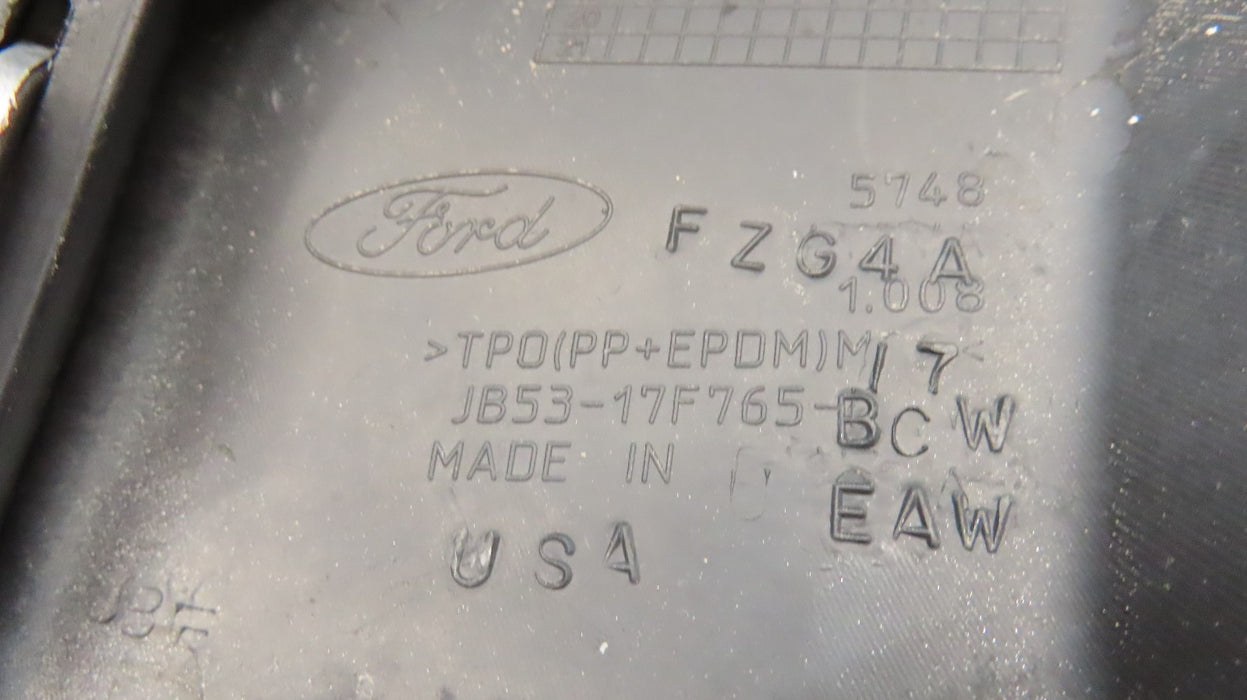 Ford
5748
FZG4A
1.008
>TPO(PP+EPDM)M 17<
JB53-17F765-BCW
MADE IN
EAW
USA